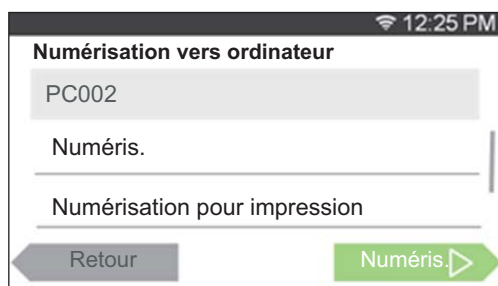 12:25 PM
Numérisation vers ordinateur
PC002
Numéris.
Numérisation pour impression
Retour
Numéris.